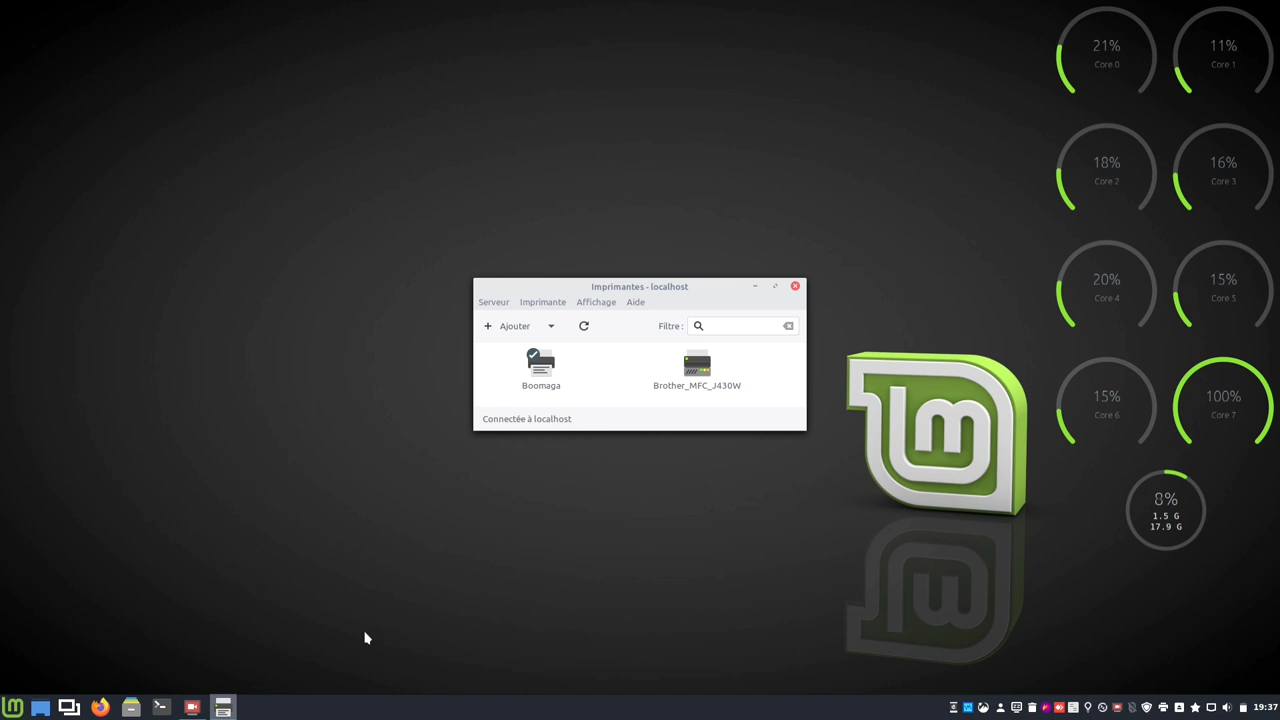 21%
Core 0
11%
Core 1
18%
Core 2
16%
Core 3
20%
Core 4
15%
Core 5
Imprimantes - localhost
Serveur Imprimante Affichage Aide
Ajouter Filtre :
Boomaga Brother_MFC_J430W
Connectée à localhost
15%
Core 6
100%
Core 7
8%
1.5 G
17.9 G
19:37